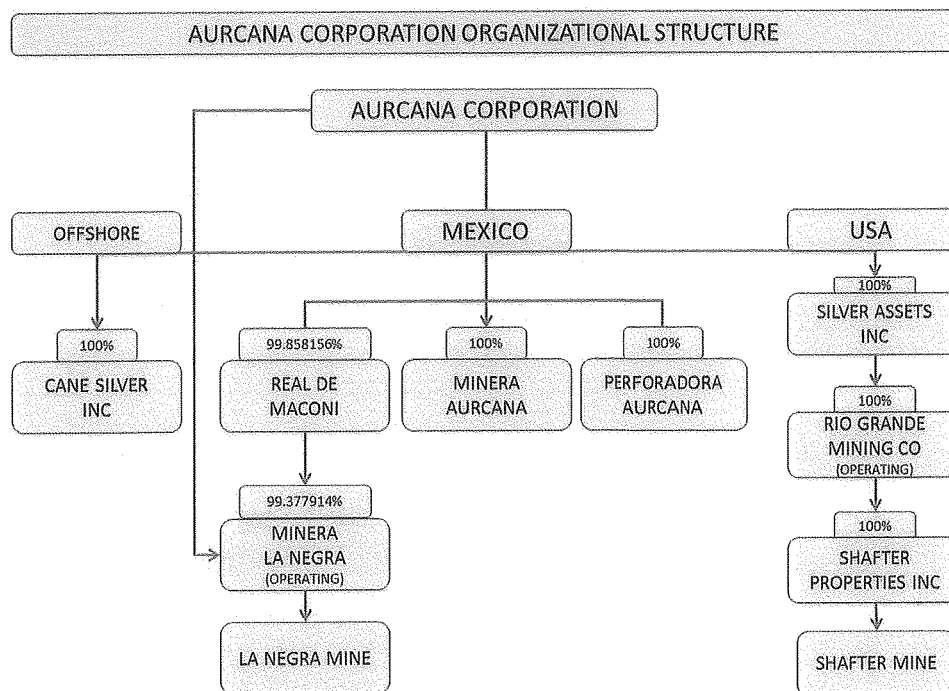 AURCANA CORPORATION ORGANIZATIONAL STRUCTURE
AURCANA CORPORATION
OFFSHORE
MEXICO
USA
100%
CANE SILVER
INC
99.858156%
REAL DE
MACONI
100%
MINERA
AURCANA
100%
PERFORADORA
AURCANA
100%
SILVER ASSETS
INC
100%
RIO GRANDE
MINING CO
(OPERATING)
99.377914%
MINERA
LA NEGRA
(OPERATING)
100%
SHAFTER
PROPERTIES INC
LA NEGRA MINE
SHAFTER MINE